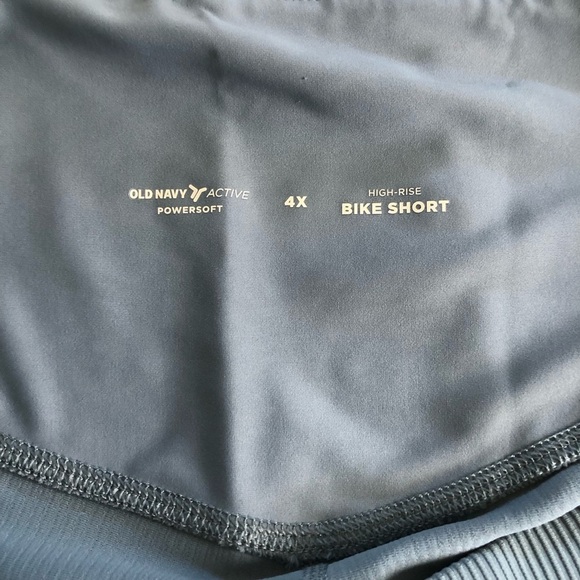 OLD NAVY ACTIVE
POWERSOFT
4X
HIGH-RISE
BIKE SHORT